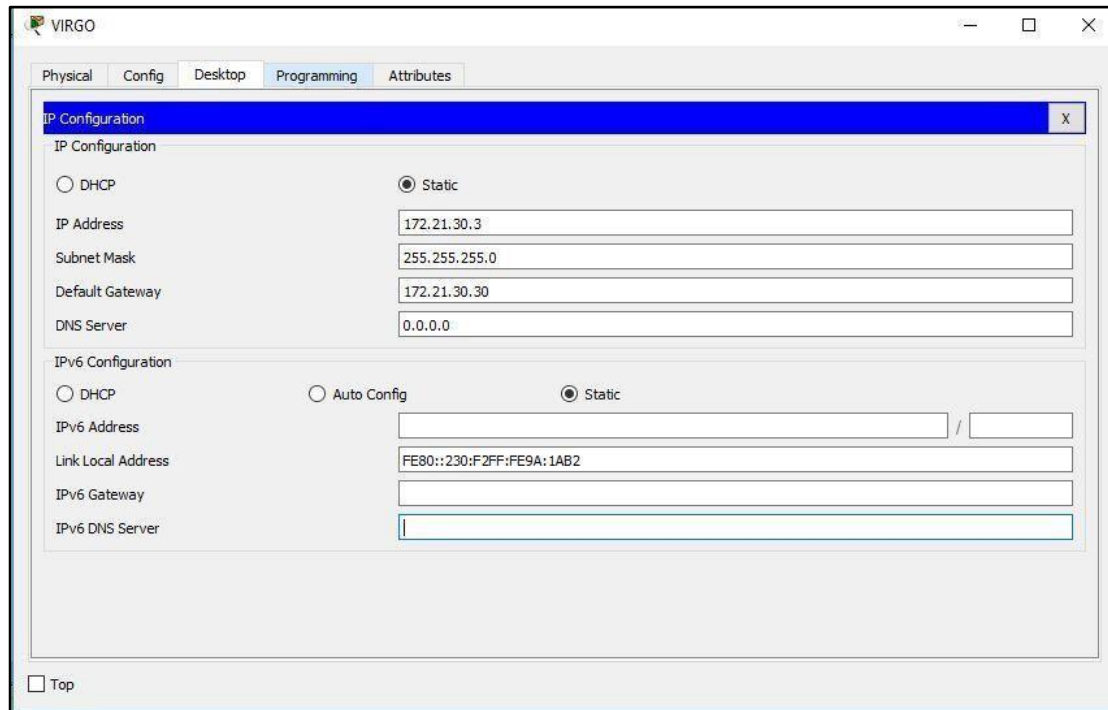 VIRGO
Physical Config Desktop Programming Attributes
IP Configuration X
IP Configuration
DHCP Static
IP Address 172.21.30.3
Subnet Mask 255.255.255.0
Default Gateway 172.21.30.30
DNS Server 0.0.0.0
IPv6 Configuration
DHCP Auto Config Static
IPv6 Address /
Link Local Address FE80::230:F2FF:FE9A:1AB2
IPv6 Gateway
IPv6 DNS Server
Top